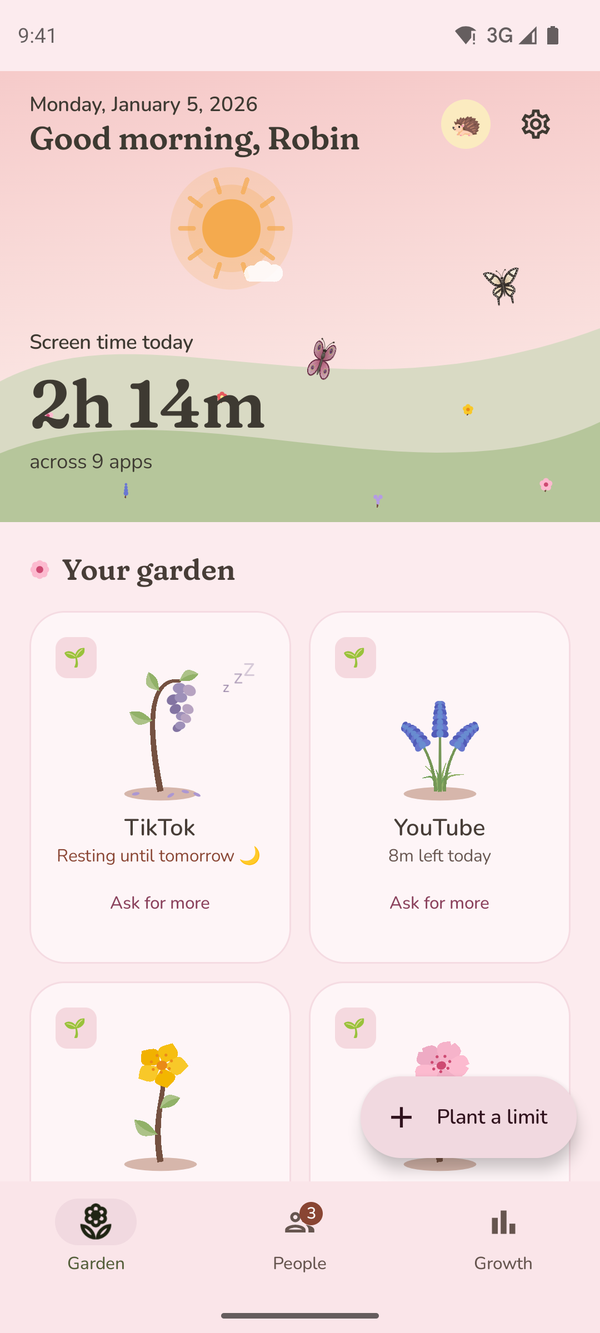 9:41
3G
Monday, January 5, 2026
Good morning, Robin
Screen time today
2h 14m
across 9 apps
Your garden
z z Z
TikTok
Resting until tomorrow
Ask for more
YouTube
8m left today
Ask for more
Plant a limit
Garden
3
People
Growth